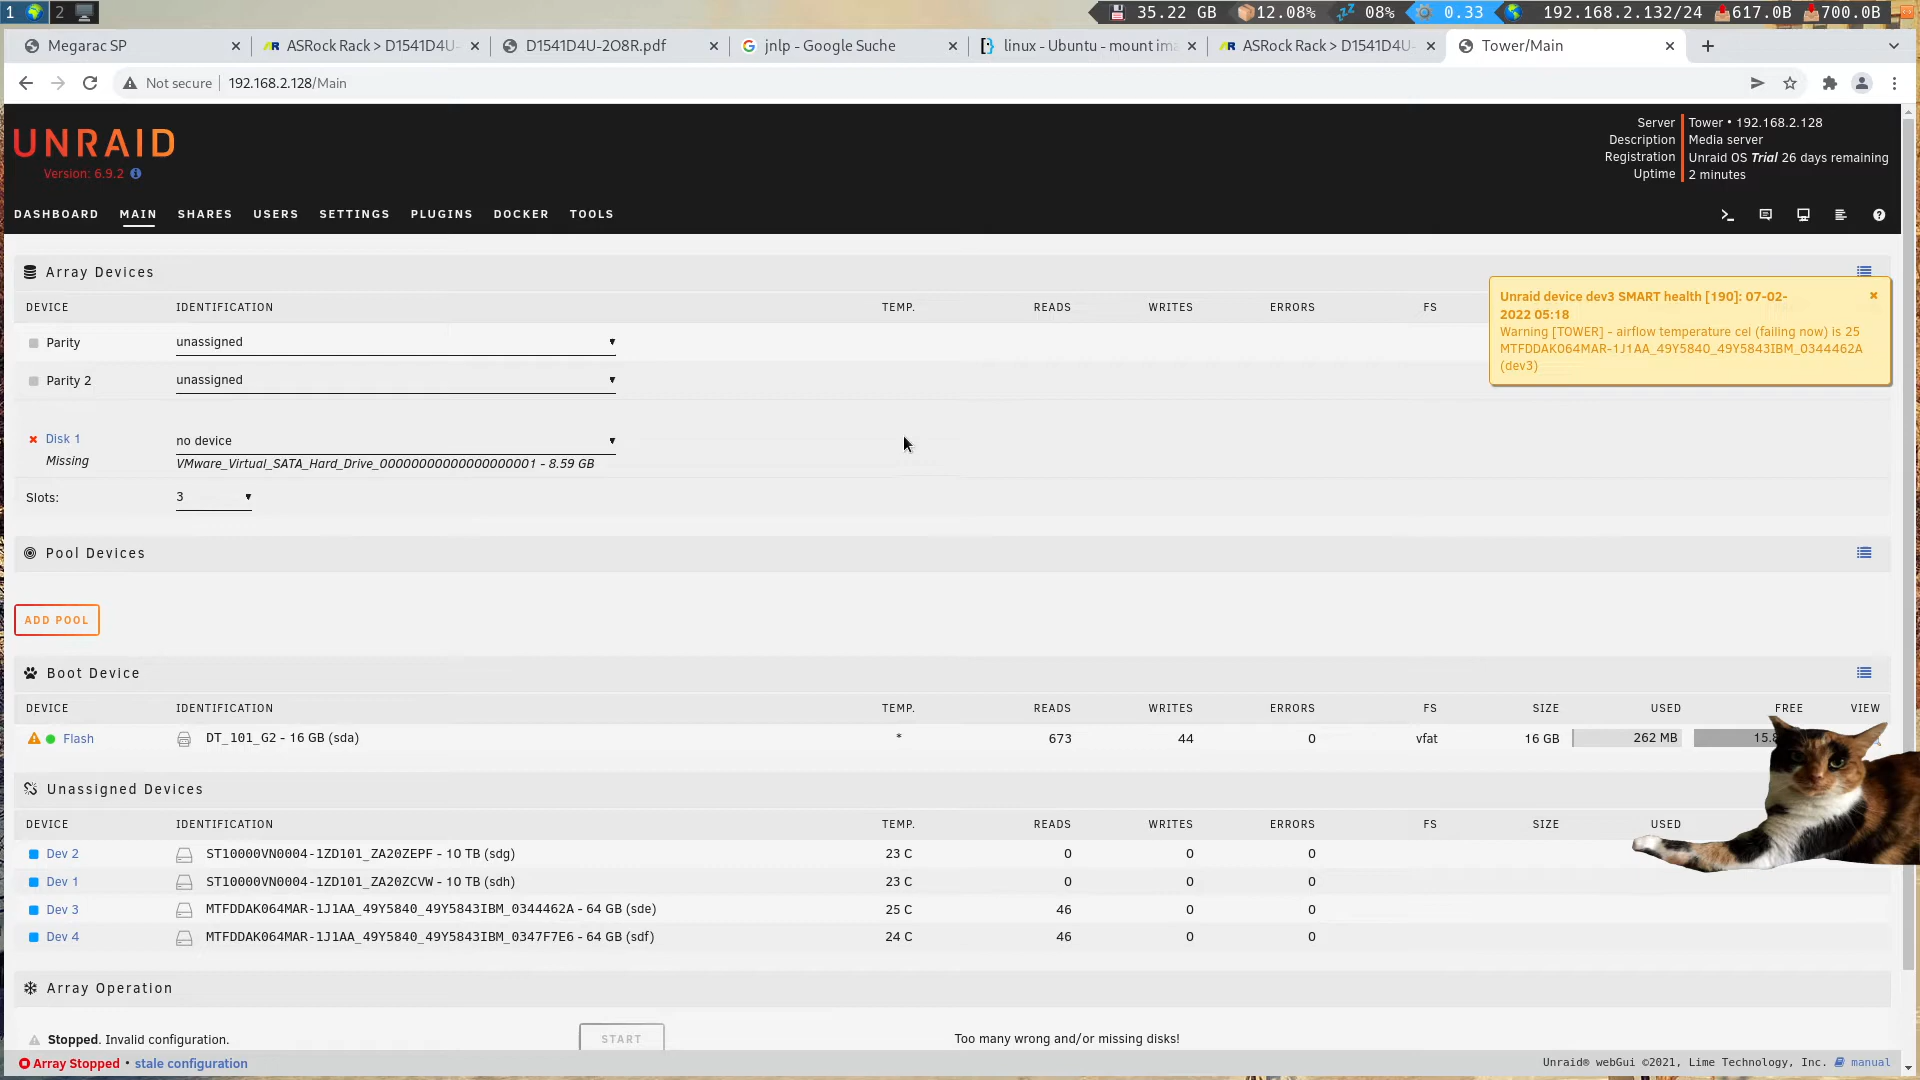 1 2 35.22 GB 12.08% 08% 0.33 192.168.2.132/24 617.0B 700.0B
Megarac SP ASRock Rack > D1541D4U- D1541D4U-2O8R.pdf jnlp - Google Suche linux - Ubuntu - mount ima ASRock Rack > D1541D4U- Tower/Main
Not secure 192.168.2.128/Main
UNRAID
Version: 6.9.2
Server Tower • 192.168.2.128
Description Media server
Registration Unraid OS Trial 26 days remaining
Uptime 2 minutes
DASHBOARD MAIN SHARES USERS SETTINGS PLUGINS DOCKER TOOLS
Array Devices
DEVICE IDENTIFICATION TEMP. READS WRITES ERRORS FS
Unraid device dev3 SMART health [190]: 07-02-
2022 05:18
Warning [TOWER] - airflow temperature cel (failing now) is 25
MTFDDAK064MAR-1J1AA_49Y5840_49Y5843IBM_0344462A
(dev3)
Parity unassigned
Parity 2 unassigned
Disk 1 no device
Missing VMware_Virtual_SATA_Hard_Drive_00000000000000000001 - 8.59 GB
Slots: 3
Pool Devices
ADD POOL
Boot Device
DEVICE IDENTIFICATION TEMP. READS WRITES ERRORS FS SIZE USED FREE VIEW
Flash DT_101_G2 - 16 GB (sda) * 673 44 0 vfat 16 GB 262 MB
Unassigned Devices
DEVICE IDENTIFICATION TEMP. READS WRITES ERRORS FS SIZE USED
Dev 2 ST10000VN0004-1ZD101_ZA20ZEPF - 10 TB (sdg) 23 C 0 0 0
Dev 1 ST10000VN0004-1ZD101_ZA20ZCVW - 10 TB (sdh) 23 C 0 0 0
Dev 3 MTFDDAK064MAR-1J1AA_49Y5840_49Y5843IBM_0344462A - 64 GB (sde) 25 C 46 0 0
Dev 4 MTFDDAK064MAR-1J1AA_49Y5840_49Y5843IBM_0347F7E6 - 64 GB (sdf) 24 C 46 0 0
Array Operation
Stopped. Invalid configuration. START Too many wrong and/or missing disks!
Array Stopped • stale configuration
Unraid® webGui ©2021, Lime Technology, Inc. manual